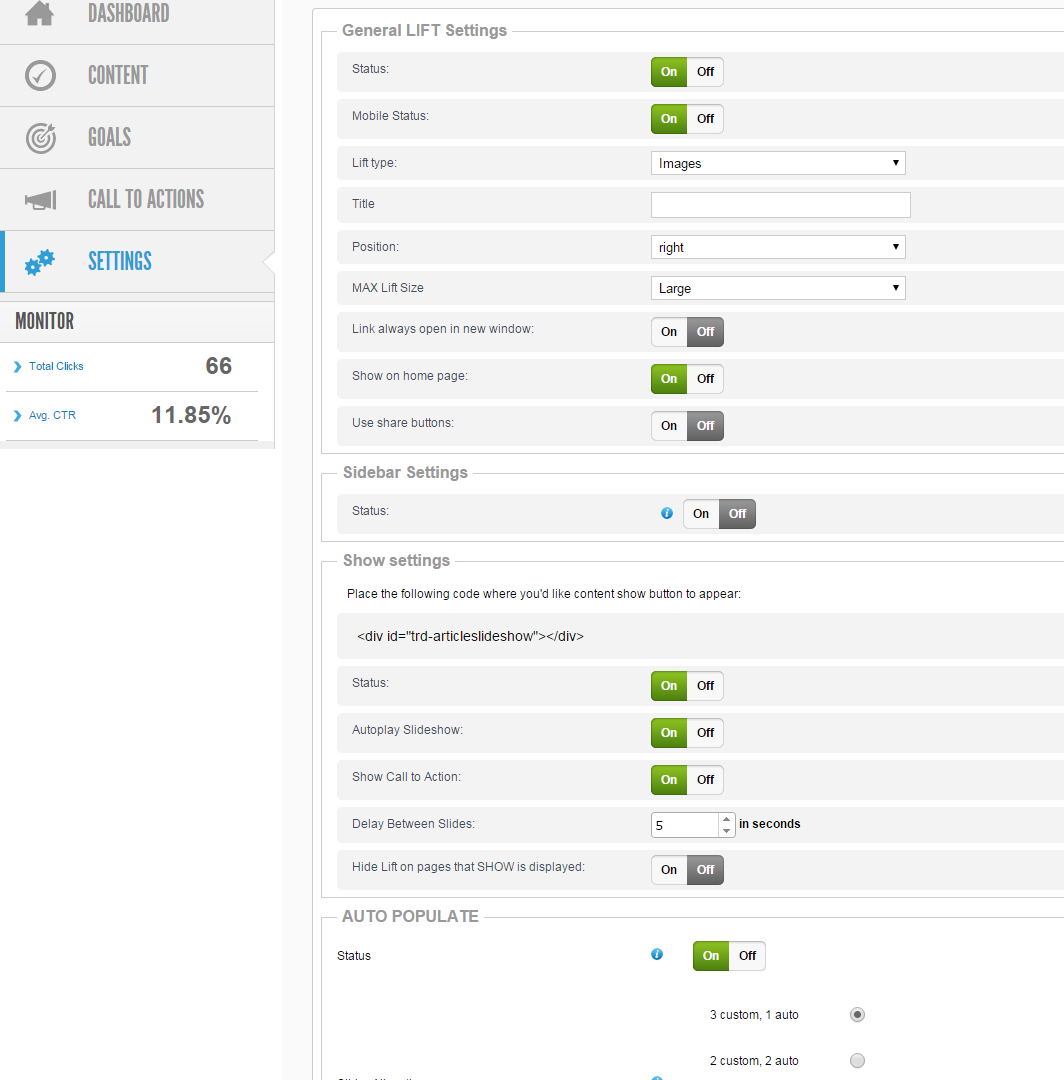 DASHBOARD
CONTENT
GOALS
CALL TO ACTIONS
SETTINGS
MONITOR
Total Clicks 66
Avg. CTR 11.85%
General LIFT Settings
Status: On Off
Mobile Status: On Off
Lift type: Images
Title
Position: right
MAX Lift Size Large
Link always open in new window: On Off
Show on home page: On Off
Use share buttons: On Off
Sidebar Settings
Status: i On Off
Show settings
Place the following code where you'd like content show button to appear:
<div id="trd-articleslideshow"></div>
Status: On Off
Autoplay Slideshow: On Off
Show Call to Action: On Off
Delay Between Slides: 5 in seconds
Hide Lift on pages that SHOW is displayed: On Off
AUTO POPULATE
Status i On Off
3 custom, 1 auto
2 custom, 2 auto